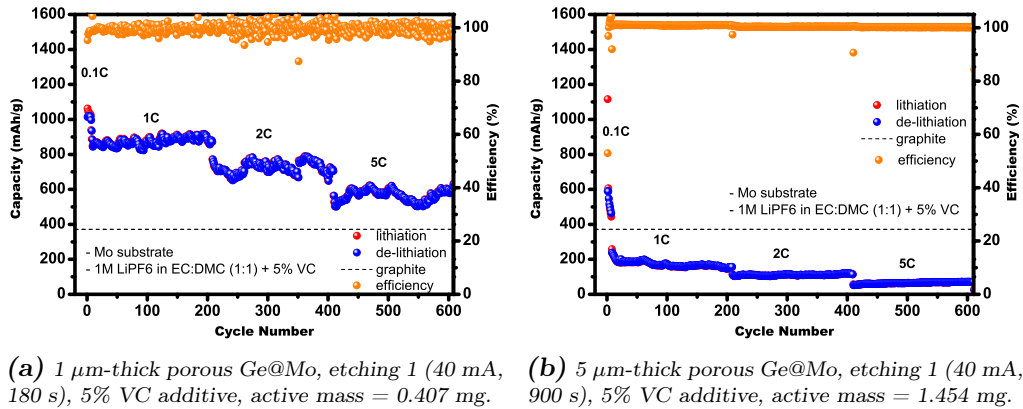 1600
1400
1200
1000
800
600
400
200
0
Capacity (mAh/g)
0.1C
1C
2C
5C
- Mo substrate
- 1M LiPF6 in EC:DMC (1:1) + 5% VC
lithiation
de-lithiation
graphite
efficiency
100
80
60
40
20
0
Efficiency (%)
0 100 200 300 400 500 600
Cycle Number
1600
1400
1200
1000
800
600
400
200
0
Capacity (mAh/g)
0.1C
1C
2C
5C
lithiation
de-lithiation
graphite
efficiency
- Mo substrate
- 1M LiPF6 in EC:DMC (1:1) + 5% VC
100
80
60
40
20
0
Efficiency (%)
0 100 200 300 400 500 600
Cycle Number
(a) 1 μm-thick porous Ge@Mo, etching 1 (40 mA,
180 s), 5% VC additive, active mass = 0.407 mg.
(b) 5 μm-thick porous Ge@Mo, etching 1 (40 mA,
900 s), 5% VC additive, active mass = 1.454 mg.